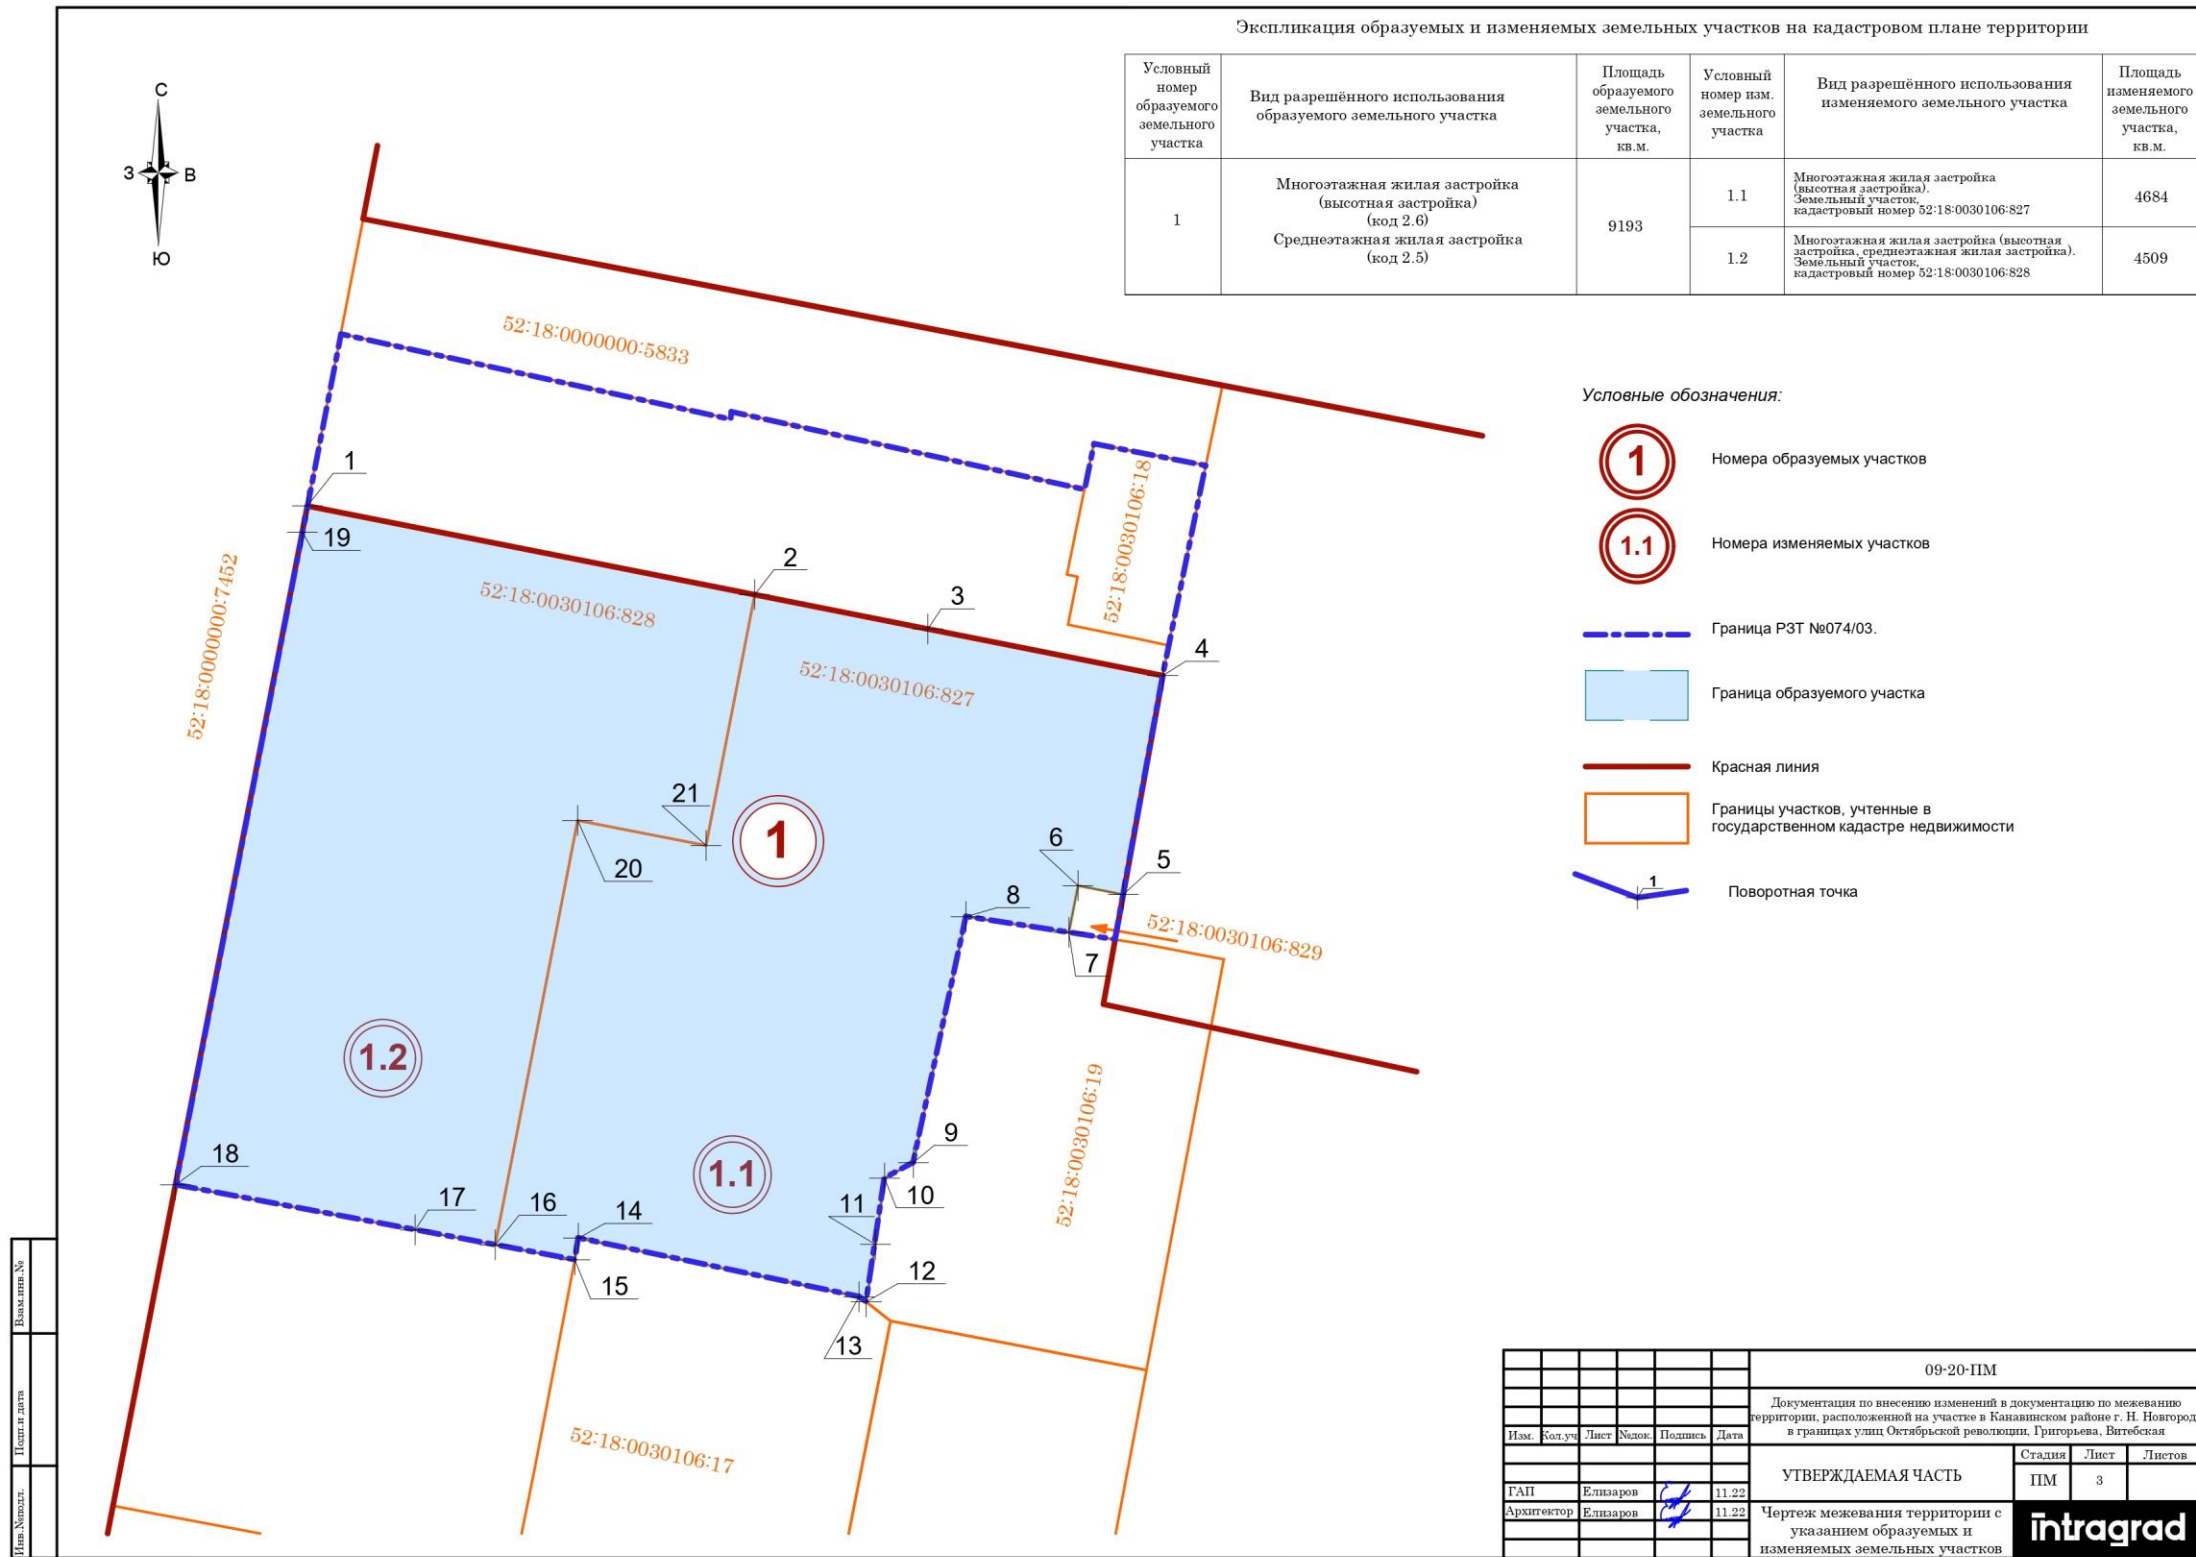 Экспликация образуемых и изменяемых земельных участков на кадастровом плане территории
Условный
номер
образуемого
земельного
участка
Вид разрешённого использования
образуемого земельного участка
Площадь
образуемого
земельного
участка,
кв.м.
Условный
номер изм.
земельного
участка
Вид разрешённого использования
изменяемого земельного участка
Площадь
изменяемого
земельного
участка,
кв.м.
1
Многоэтажная жилая застройка
(высотная застройка)
(код 2.6)
Среднеэтажная жилая застройка
(код 2.5)
9193
1.1
Многоэтажная жилая застройка
(высотная застройка).
Земельный участок,
кадастровый номер 52:18:0030106:827
4684
1.2
Многоэтажная жилая застройка (высотная
застройка, среднеэтажная жилая застройка).
Земельный участок,
кадастровый номер 52:18:0030106:828
4509
С
З
В
Ю
52:18:0000000:5833
52:18:0030106:18
1
19
2
3
4
52:18:0000000:7452
52:18:0030106:828
52:18:0030106:827
21
20
1
6
5
8
7
52:18:0030106:829
1.2
1.1
52:18:0030106:19
9
10
11
18
17
16
14
15
12
13
52:18:0030106:17
Условные обозначения:
1
Номера образуемых участков
1.1
Номера изменяемых участков
Граница РЗТ №074/03.
Граница образуемого участка
Красная линия
Границы участков, учтенные в
государственном кадастре недвижимости
1
Поворотная точка
Взам.инв.№
Подп.и дата
Инв.№подл.
09-20-ПМ
Документация по внесению изменений в документацию по межеванию
территории, расположенной на участке в Канавинском районе г. Н. Новгород
в границах улиц Октябрьской революции, Григорьева, Витебская
Изм.
Кол.уч
Лист
№док.
Подпись
Дата
УТВЕРЖДАЕМАЯ ЧАСТЬ
Стадия
Лист
Листов
ПМ
3
ГАП
Елизаров
11.22
Архитектор
Елизаров
11.22
Чертеж межевания территории с
указанием образуемых и
изменяемых земельных участков
intragrad